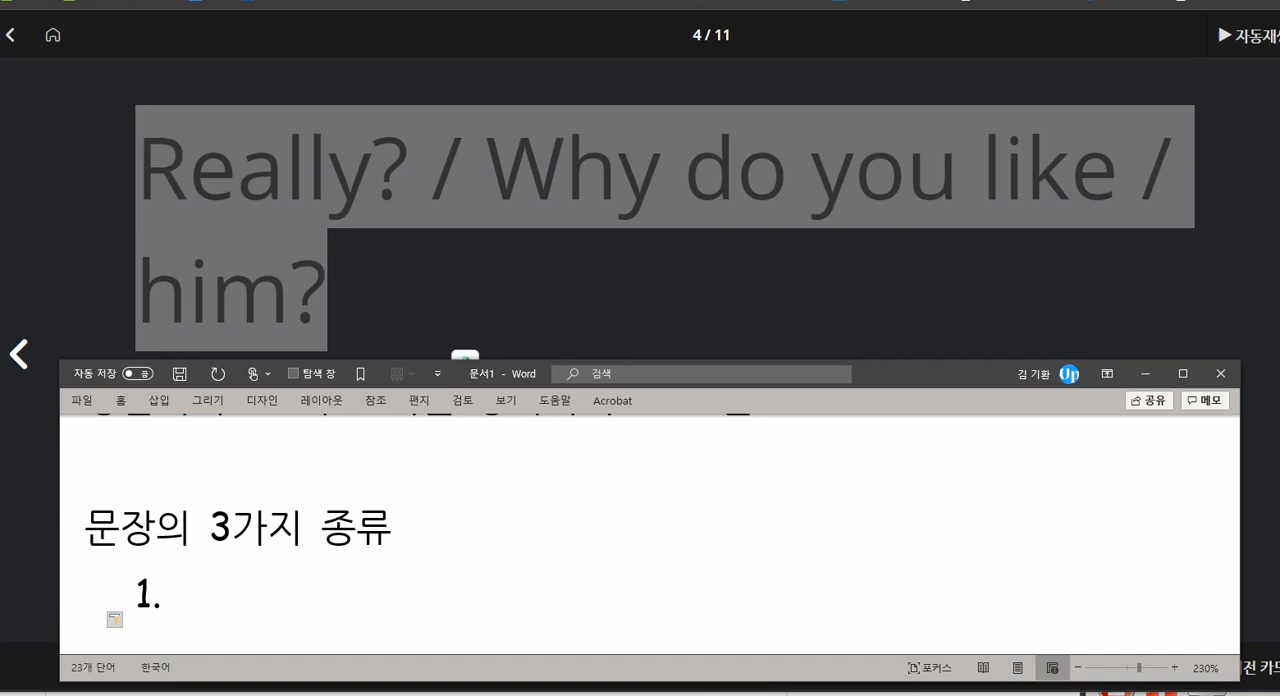 4 / 11
▶ 자동재
Really? / Why do you like /
him?
자동 저장 끔 탐색 창 문서1 - Word 검색 김 기환 Up
파일 홈 삽입 그리기 디자인 레이아웃 참조 편지 검토 보기 도움말 Acrobat 공유 메모
문장의 3가지 종류
1.
23개 단어 한국어 포커스 230%